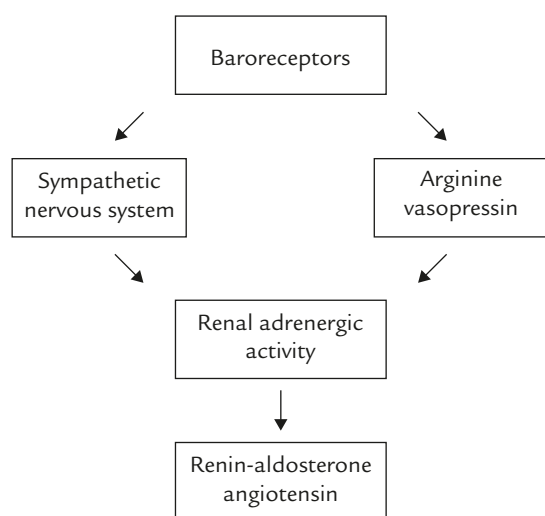 Baroreceptors
Sympathetic
nervous system
Arginine
vasopressin
Renal adrenergic
activity
Renin-aldosterone
angiotensin